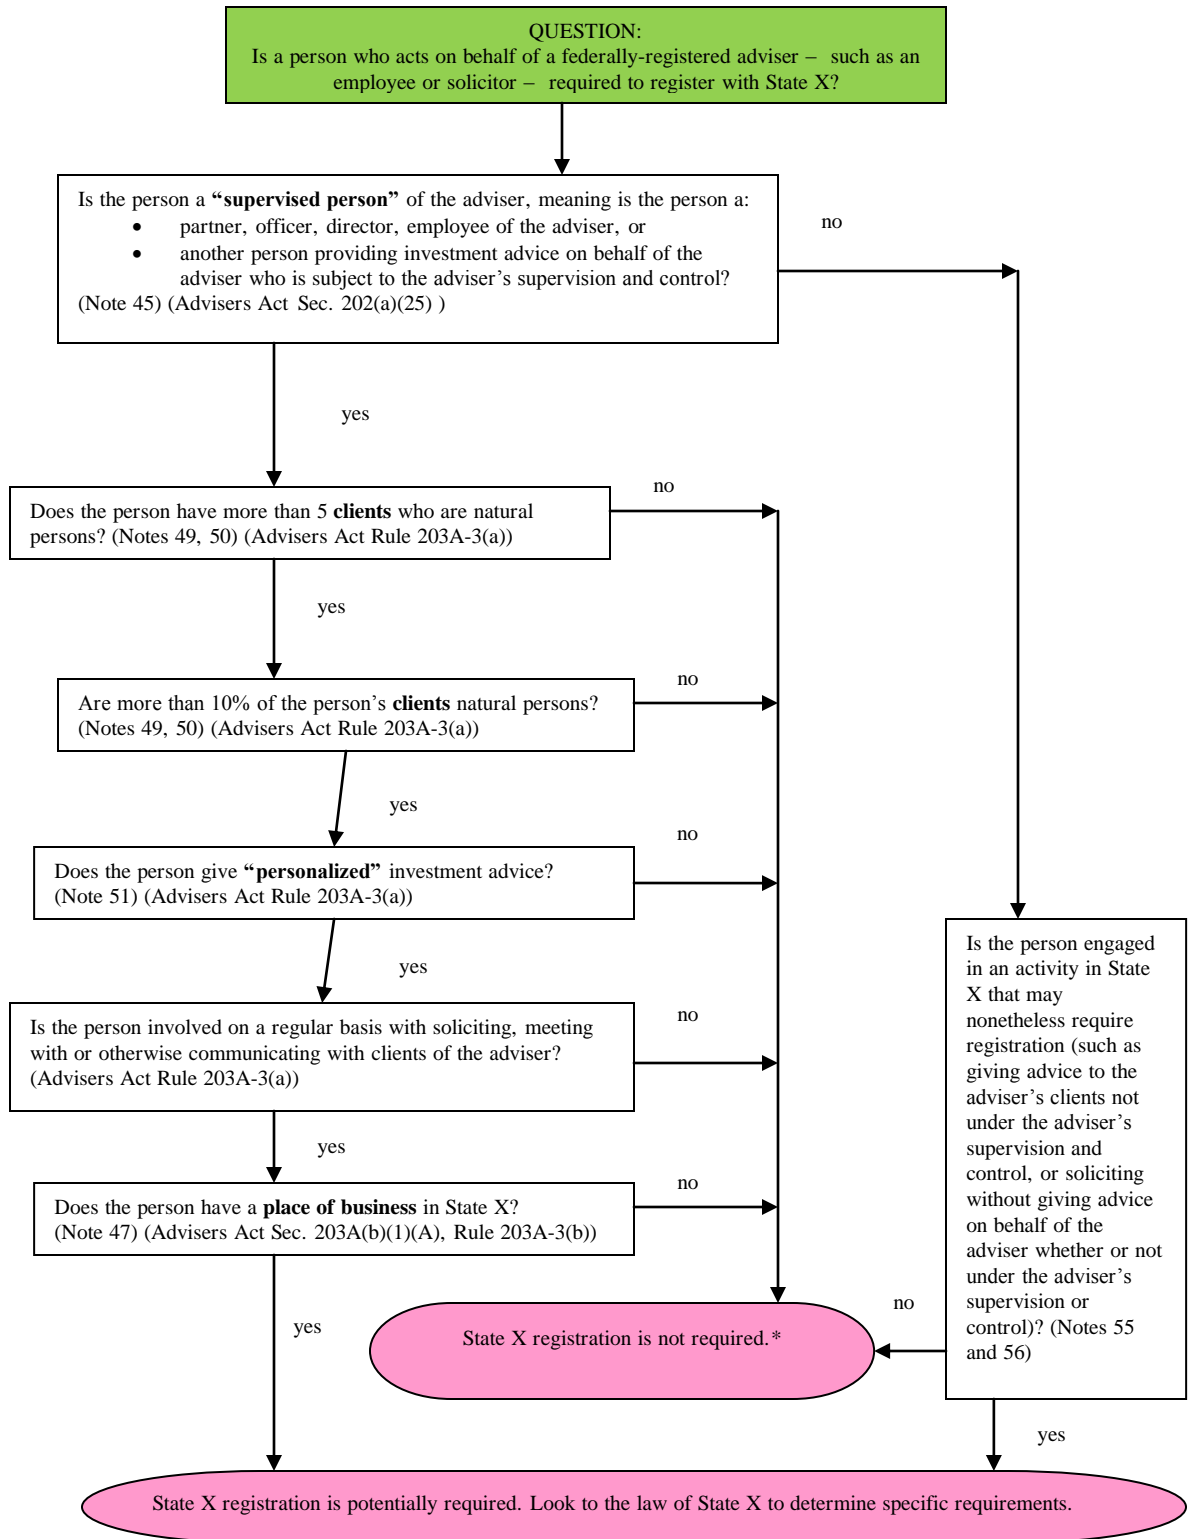 QUESTION:
Is a person who acts on behalf of a federally-registered adviser – such as an
employee or solicitor – required to register with State X?
Is the person a “supervised person” of the adviser, meaning is the person a:
• partner, officer, director, employee of the adviser, or
• another person providing investment advice on behalf of the
adviser who is subject to the adviser’s supervision and control?
(Note 45) (Advisers Act Sec. 202(a)(25) )
no
yes
Does the person have more than 5 clients who are natural
persons? (Notes 49, 50) (Advisers Act Rule 203A-3(a))
no
yes
Are more than 10% of the person’s clients natural persons?
(Notes 49, 50) (Advisers Act Rule 203A-3(a))
no
yes
Does the person give “personalized” investment advice?
(Note 51) (Advisers Act Rule 203A-3(a))
no
yes
Is the person involved on a regular basis with soliciting, meeting
with or otherwise communicating with clients of the adviser?
(Advisers Act Rule 203A-3(a))
no
yes
Does the person have a place of business in State X?
(Note 47) (Advisers Act Sec. 203A(b)(1)(A), Rule 203A-3(b))
no
yes
Is the person engaged
in an activity in State
X that may
nonetheless require
registration (such as
giving advice to the
adviser’s clients not
under the adviser’s
supervision and
control, or soliciting
without giving advice
on behalf of the
adviser whether or not
under the adviser’s
supervision or
control)? (Notes 55
and 56)
no
yes
State X registration is not required.*
State X registration is potentially required. Look to the law of State X to determine specific requirements.